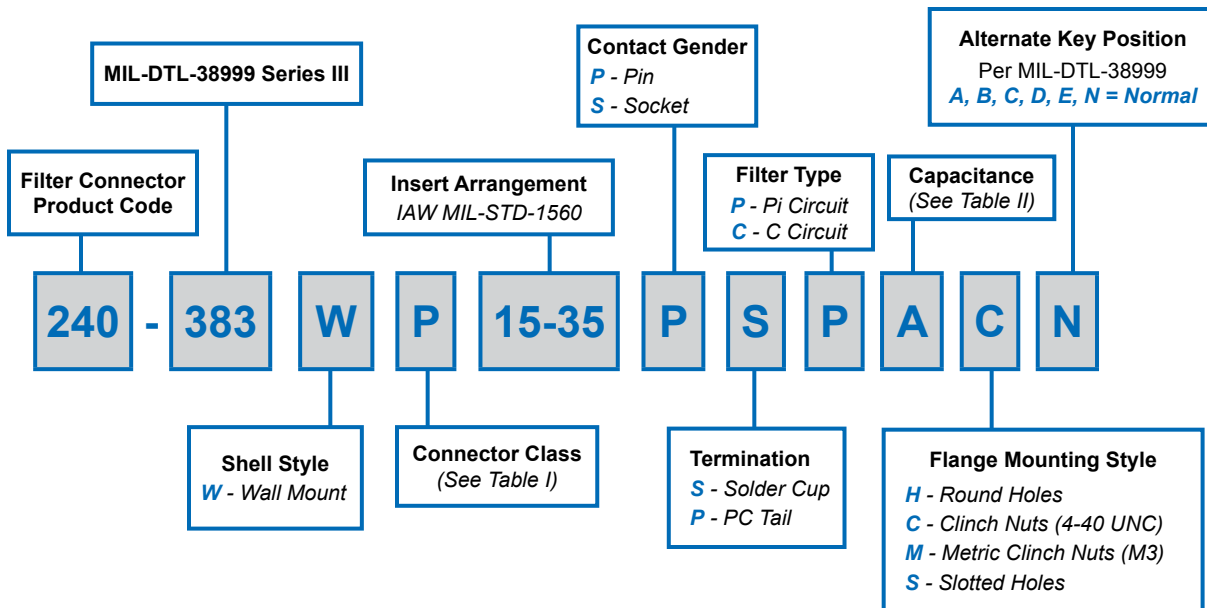 MIL-DTL-38999 Series III
Contact Gender
P - Pin
S - Socket
Alternate Key Position
Per MIL-DTL-38999
A, B, C, D, E, N = Normal
Filter Connector
Product Code
Insert Arrangement
IAW MIL-STD-1560
Filter Type
P - Pi Circuit
C - C Circuit
Capacitance
(See Table II)
240 - 383 W P 15-35 P S P A C N
Shell Style
W - Wall Mount
Connector Class
(See Table I)
Termination
S - Solder Cup
P - PC Tail
Flange Mounting Style
H - Round Holes
C - Clinch Nuts (4-40 UNC)
M - Metric Clinch Nuts (M3)
S - Slotted Holes